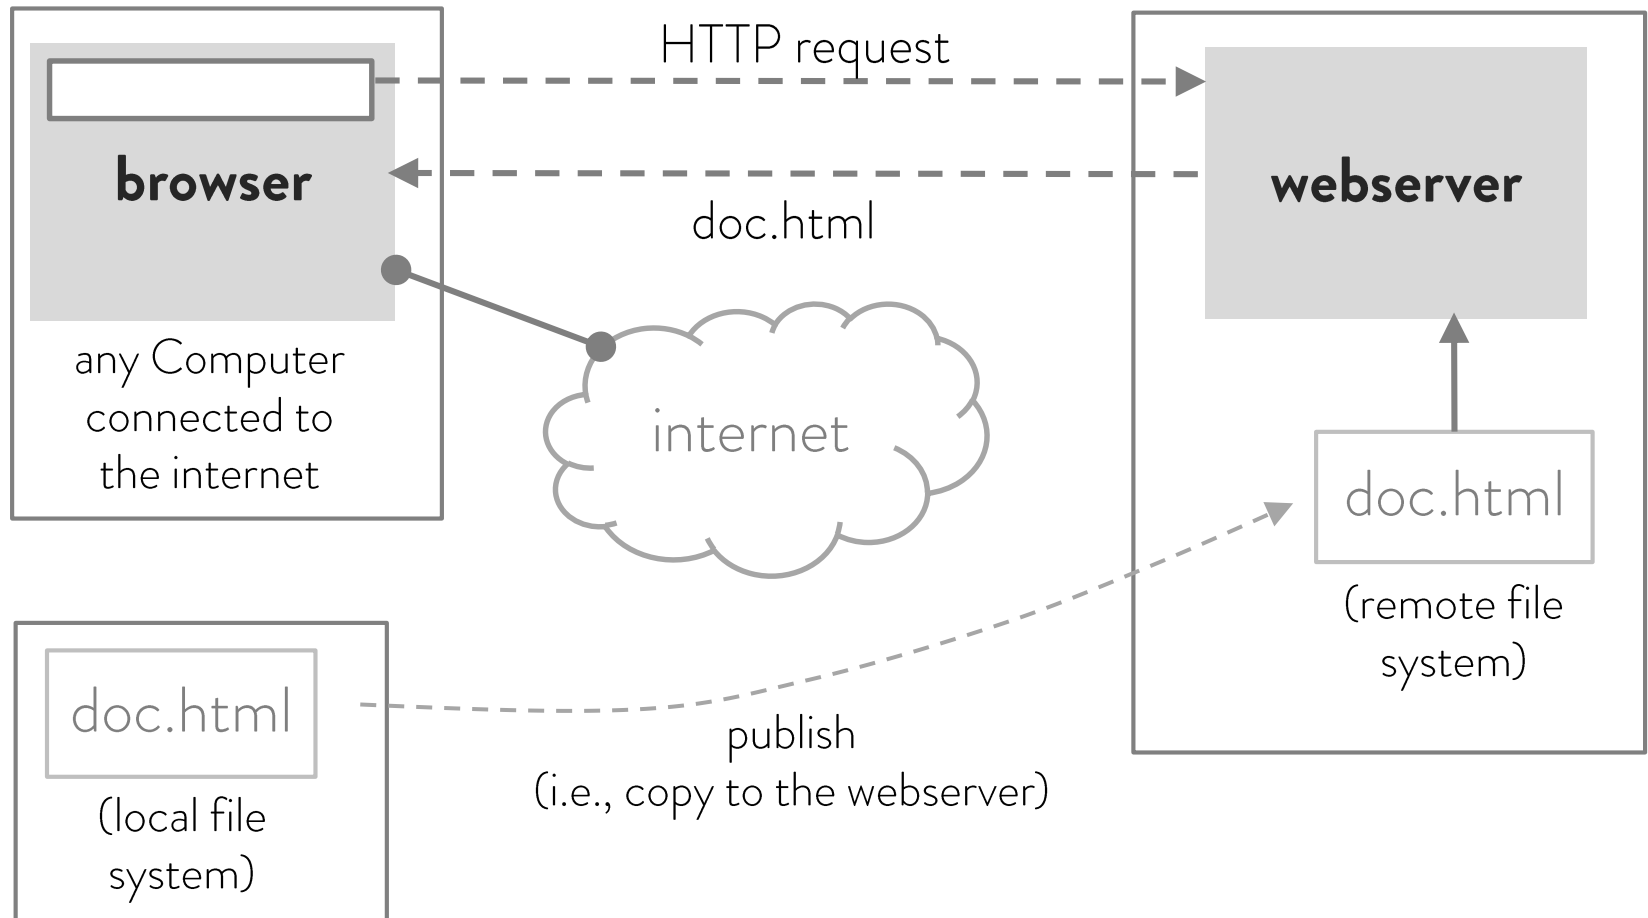 HTTP request
browser
webserver
doc.html
any Computer
connected to
the internet
internet
doc.html
(remote file
system)
doc.html
(local file
system)
publish
(i.e., copy to the webserver)